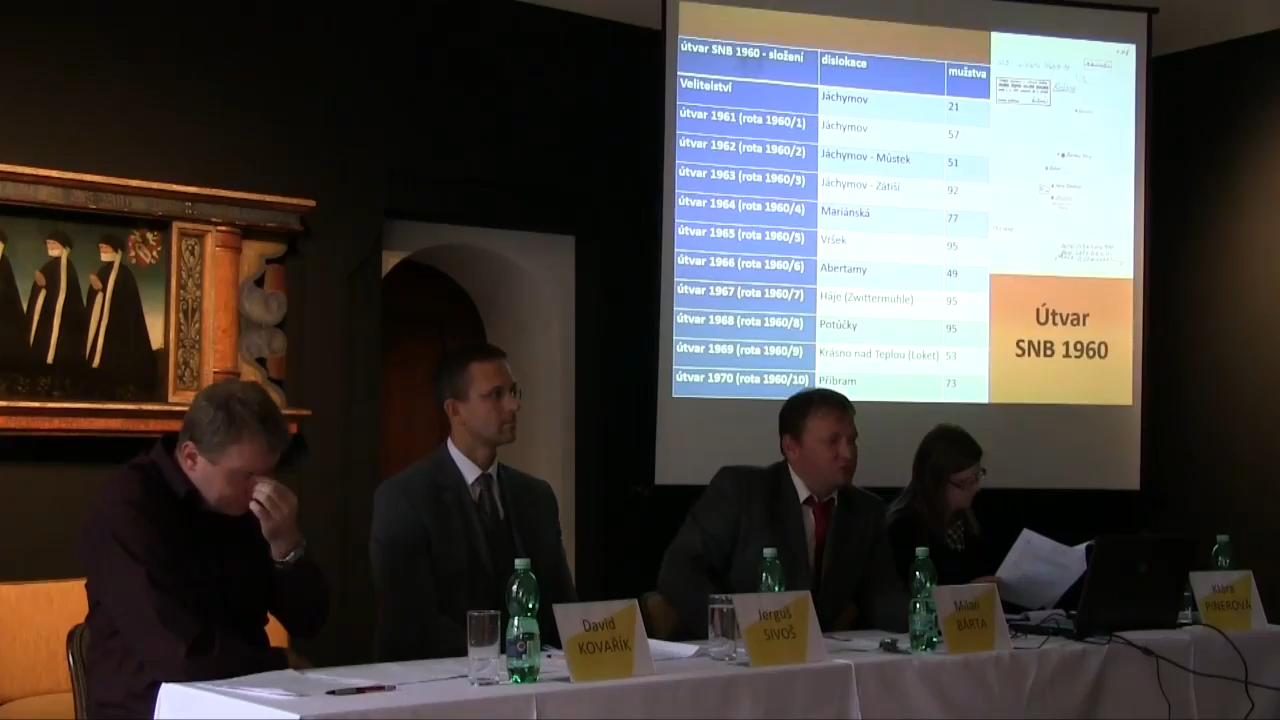 útvar SNB 1960 - složení dislokace mužstva
Velitelství Jáchymov 21
útvar 1961 (rota 1960/1) Jáchymov 57
útvar 1962 (rota 1960/2) Jáchymov - Můstek 51
útvar 1963 (rota 1960/3) Jáchymov - Zátiší 92
útvar 1964 (rota 1960/4) Mariánská 77
útvar 1965 (rota 1960/5) Vršek 95
útvar 1966 (rota 1960/6) Abertamy 49
útvar 1967 (rota 1960/7) Háje (Zwittermühle) 95
útvar 1968 (rota 1960/8) Potůčky 95
útvar 1969 (rota 1960/9) Krásno nad Teplou (Loket) 53
útvar 1970 (rota 1960/10) Příbram 73
Útvar
SNB 1960
David
KOVAŘÍK
Jerguš
SIVOŠ
Milan
BÁRTA
Klára
PINEROVÁ